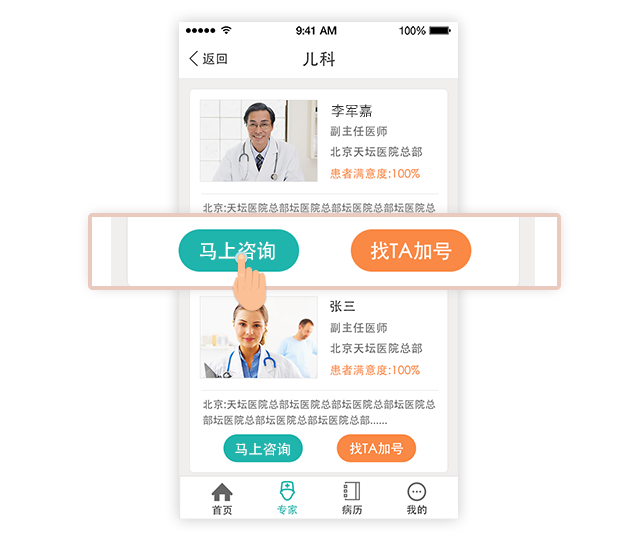 9:41 AM
100%
返回
儿科
李军嘉
副主任医师
北京天坛医院总部
患者满意度:100%
北京:天坛医院总部坛医院总部坛医院总部坛医院总
马上咨询
找TA加号
张三
副主任医师
北京天坛医院总部
患者满意度:100%
北京:天坛医院总部坛医院总部坛医院总部坛医院总
部坛医院总部坛医院总部坛医院总部......
马上咨询
找TA加号
首页
专家
病历
我的